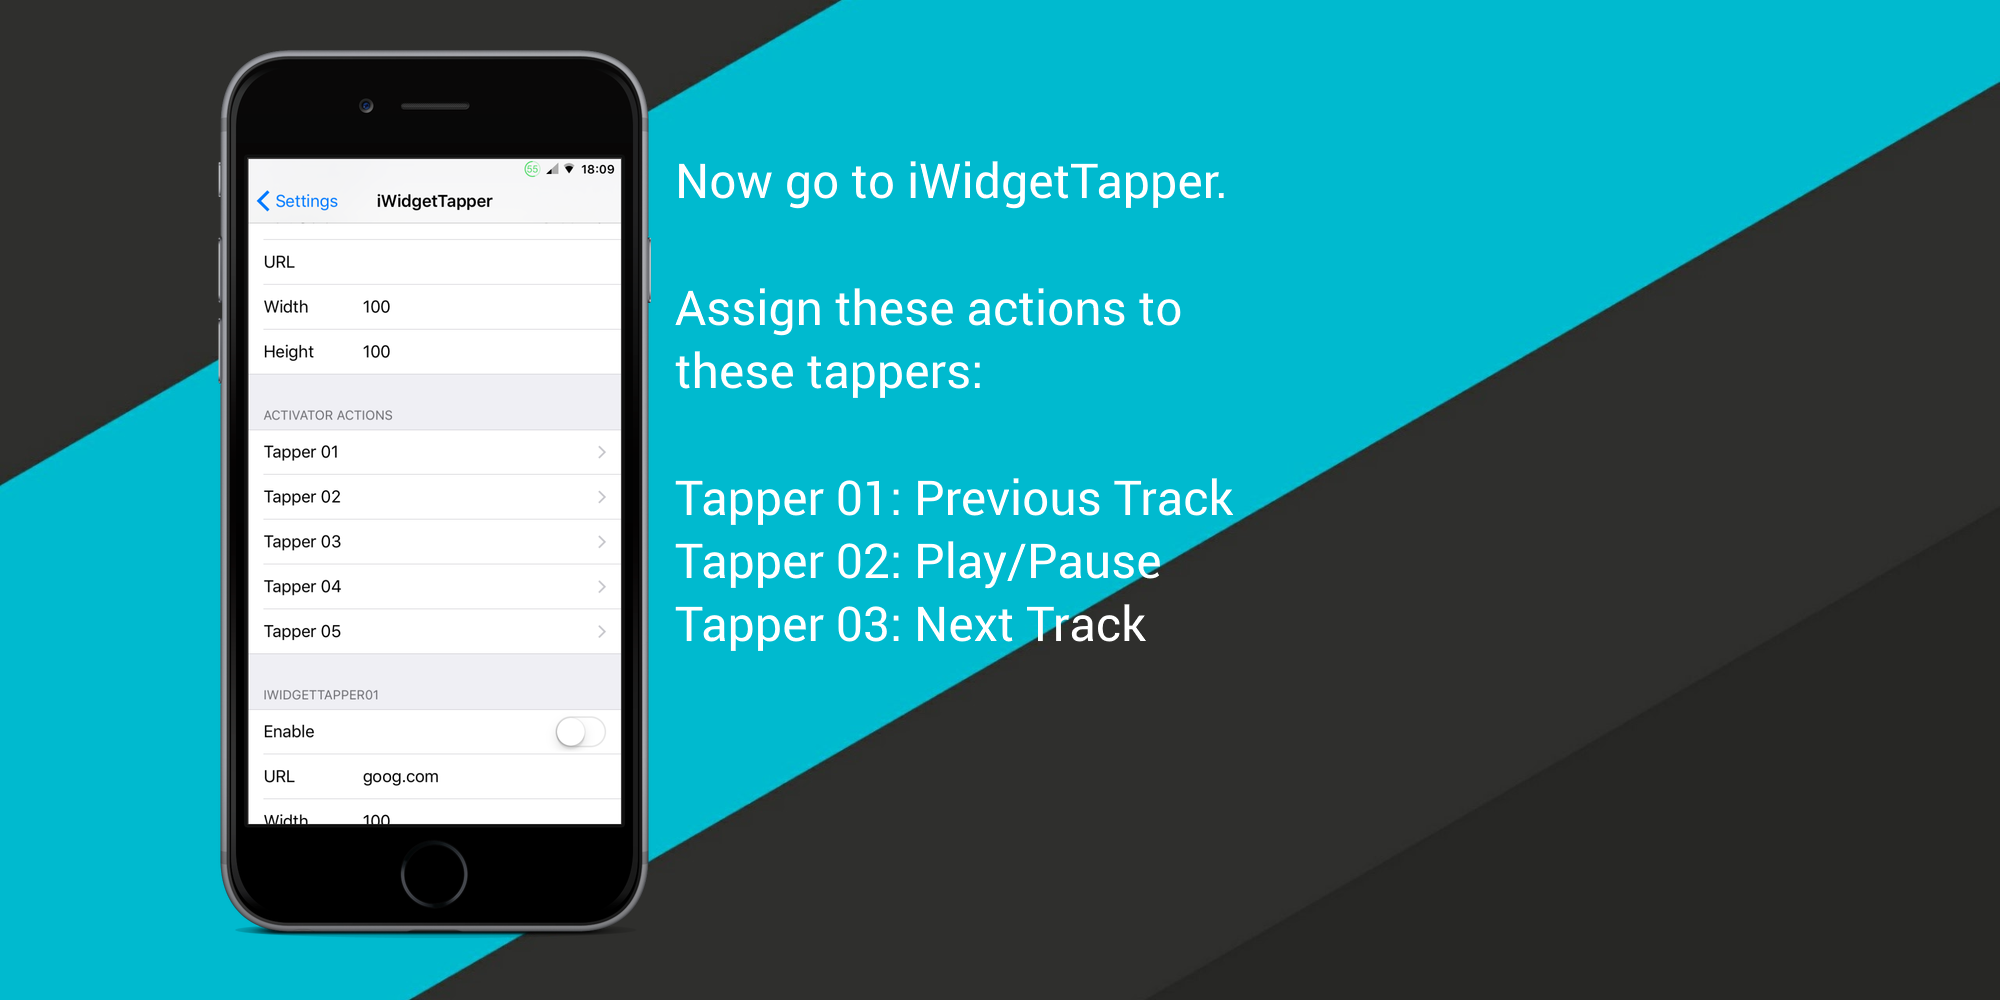 55 18:09
Settings iWidgetTapper
URL
Width 100
Height 100
ACTIVATOR ACTIONS
Tapper 01
Tapper 02
Tapper 03
Tapper 04
Tapper 05
IWIDGETTAPPER01
Enable
URL goog.com
Width 100
Now go to iWidgetTapper.
Assign these actions to
these tappers:
Tapper 01: Previous Track
Tapper 02: Play/Pause
Tapper 03: Next Track